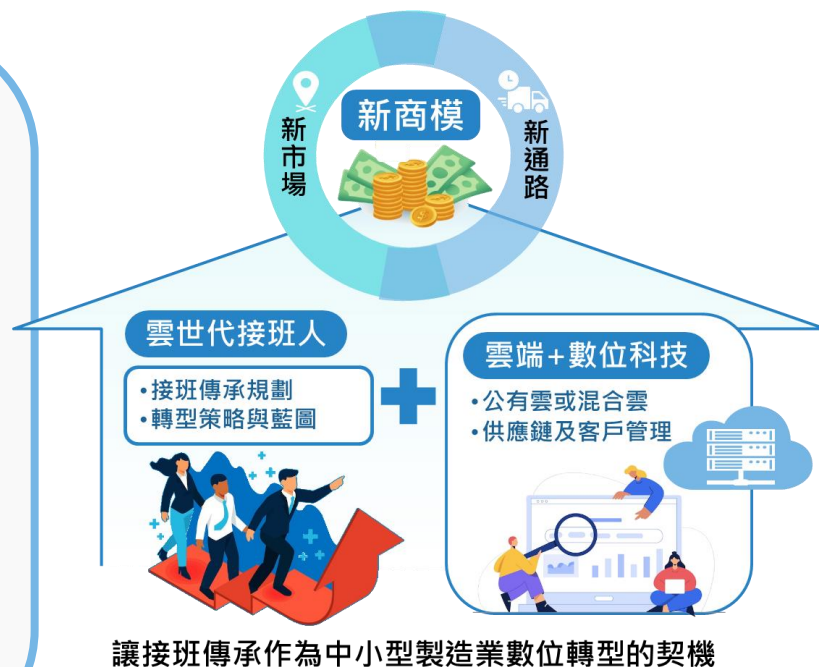 新商模
新市場
新通路
雲世代接班人
•接班傳承規劃
•轉型策略與藍圖
雲端+數位科技
•公有雲或混合雲
•供應鏈及客戶管理
讓接班傳承作為中小型製造業數位轉型的契機